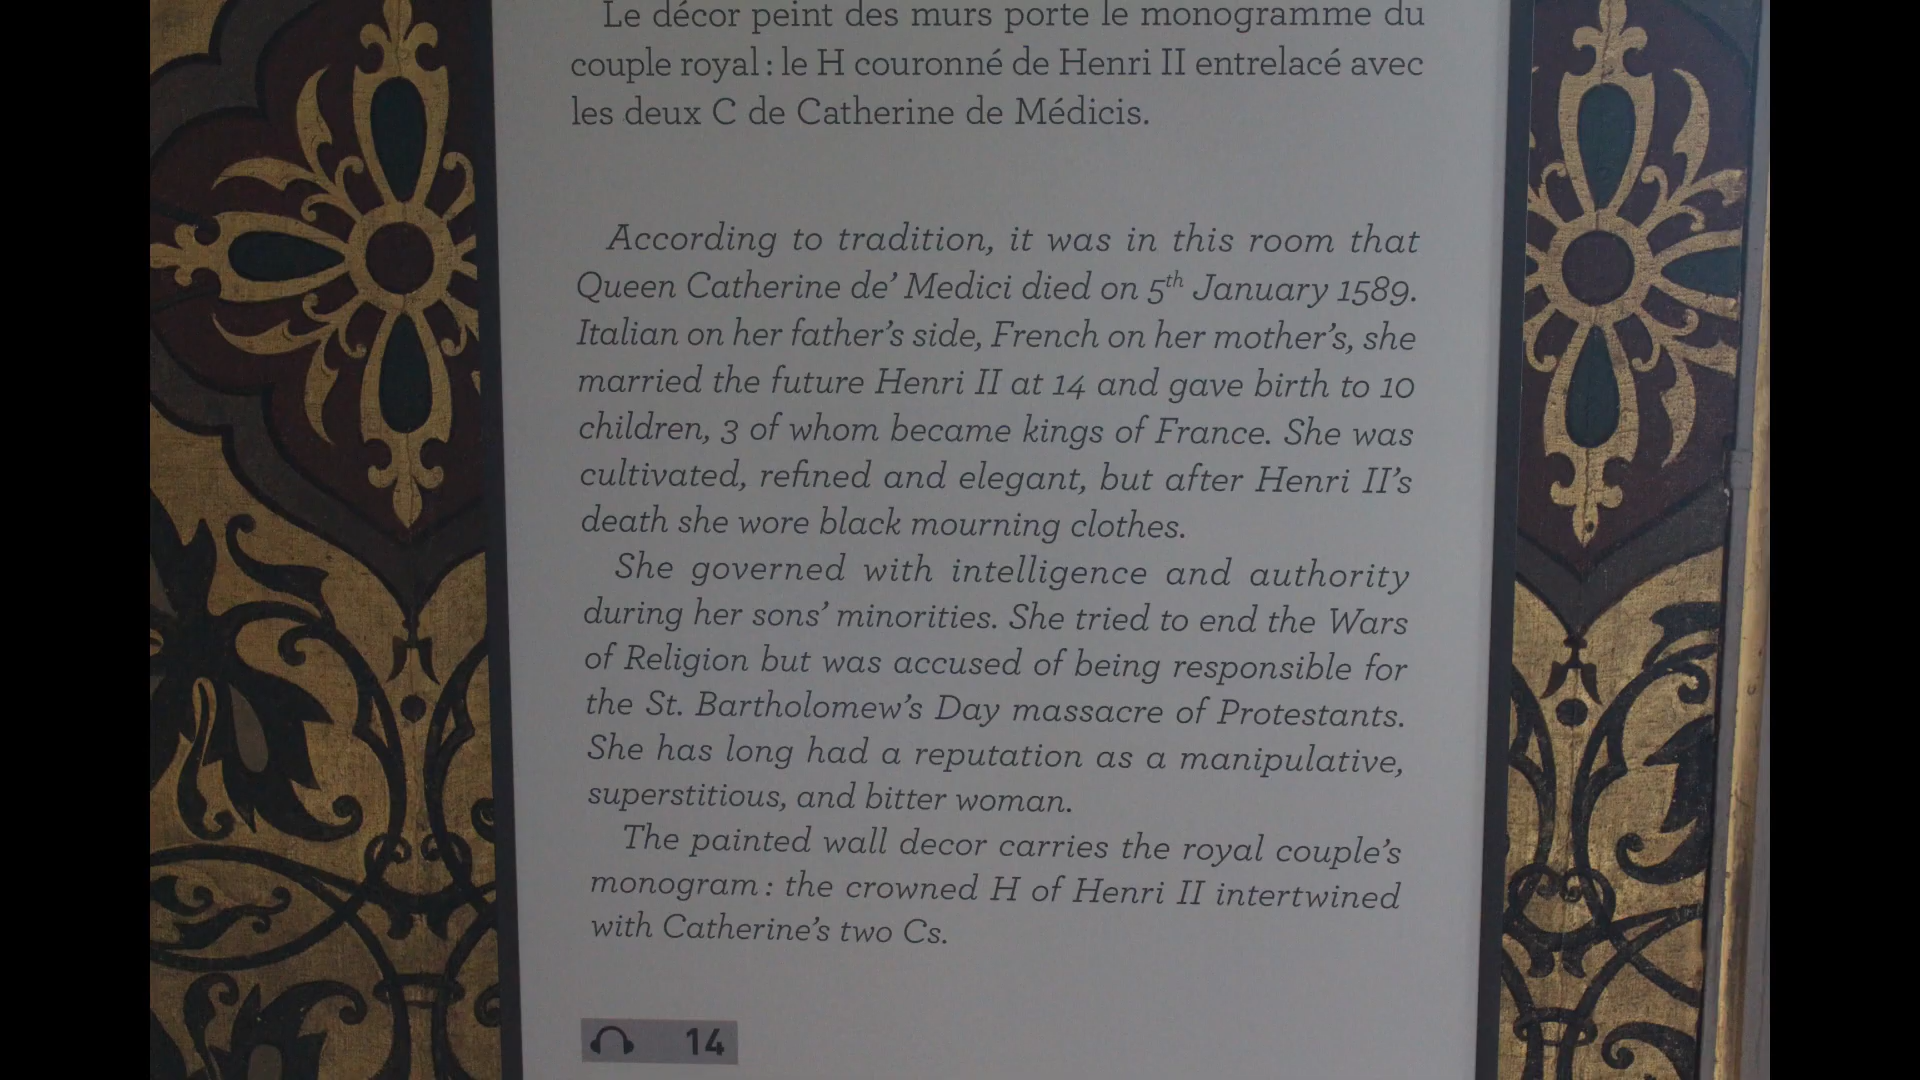 Le décor peint des murs porte le monogramme du
couple royal : le H couronné de Henri II entrelacé avec
les deux C de Catherine de Médicis.
According to tradition, it was in this room that
Queen Catherine de’ Medici died on 5th January 1589.
Italian on her father’s side, French on her mother’s, she
married the future Henri II at 14 and gave birth to 10
children, 3 of whom became kings of France. She was
cultivated, refined and elegant, but after Henri II’s
death she wore black mourning clothes.
She governed with intelligence and authority
during her sons’ minorities. She tried to end the Wars
of Religion but was accused of being responsible for
the St. Bartholomew’s Day massacre of Protestants.
She has long had a reputation as a manipulative,
superstitious, and bitter woman.
The painted wall decor carries the royal couple’s
monogram : the crowned H of Henri II intertwined
with Catherine’s two Cs.
14